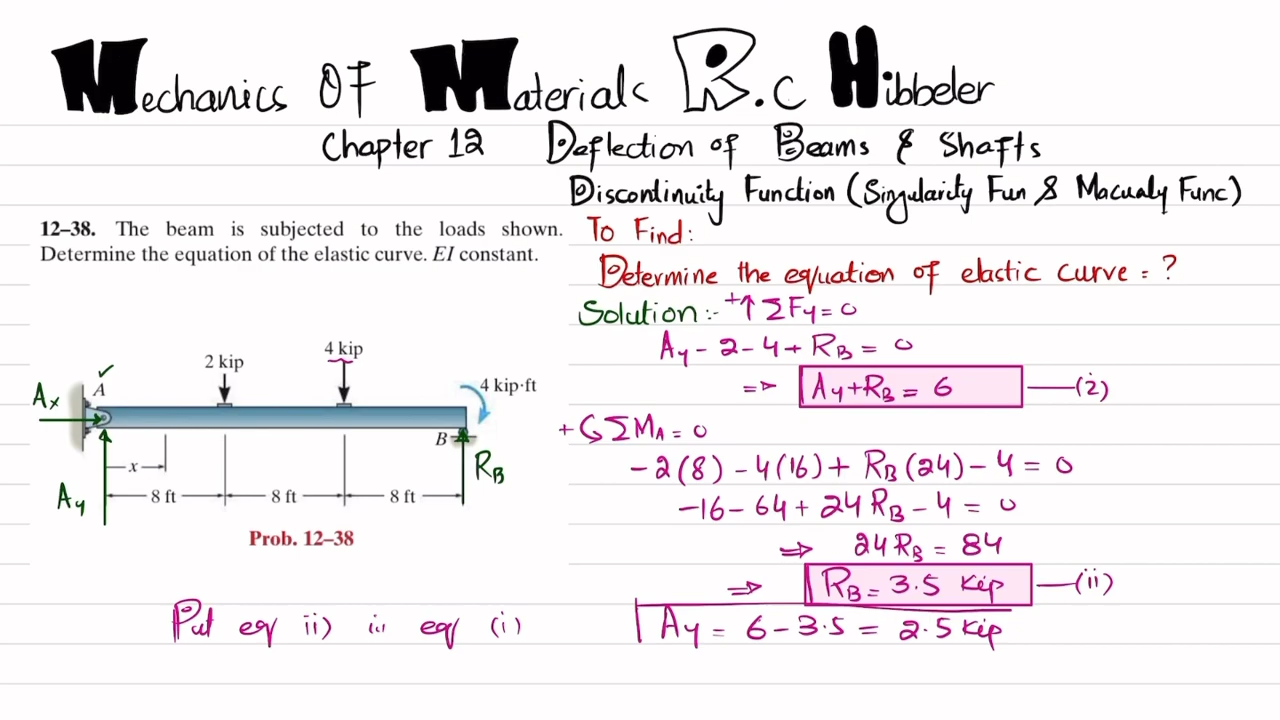 Mechanics Of Materials R.c Hibbeler
Chapter 12 Deflection of Beams & Shafts
Discontinuity Function (Singularity Fun & Macualy Func)
12–38. The beam is subjected to the loads shown.
Determine the equation of the elastic curve. EI constant.
To Find:
Determine the equation of elastic curve = ?
Solution:- +↑ ΣFy = 0
Ay - 2 - 4 + RB = 0
⇒ Ay + RB = 6 —(i)
+↺ ΣMA = 0
-2(8) - 4(16) + RB(24) - 4 = 0
-16 - 64 + 24RB - 4 = 0
⇒ 24RB = 84
⇒ RB = 3.5 kip —(ii)
Ay = 6 - 3.5 = 2.5 kip
4 kip
2 kip
4 kip·ft
A ✓
Ax
B
RB
x
Ay
8 ft 8 ft 8 ft
Prob. 12–38
Put eq ii) in eq (i)